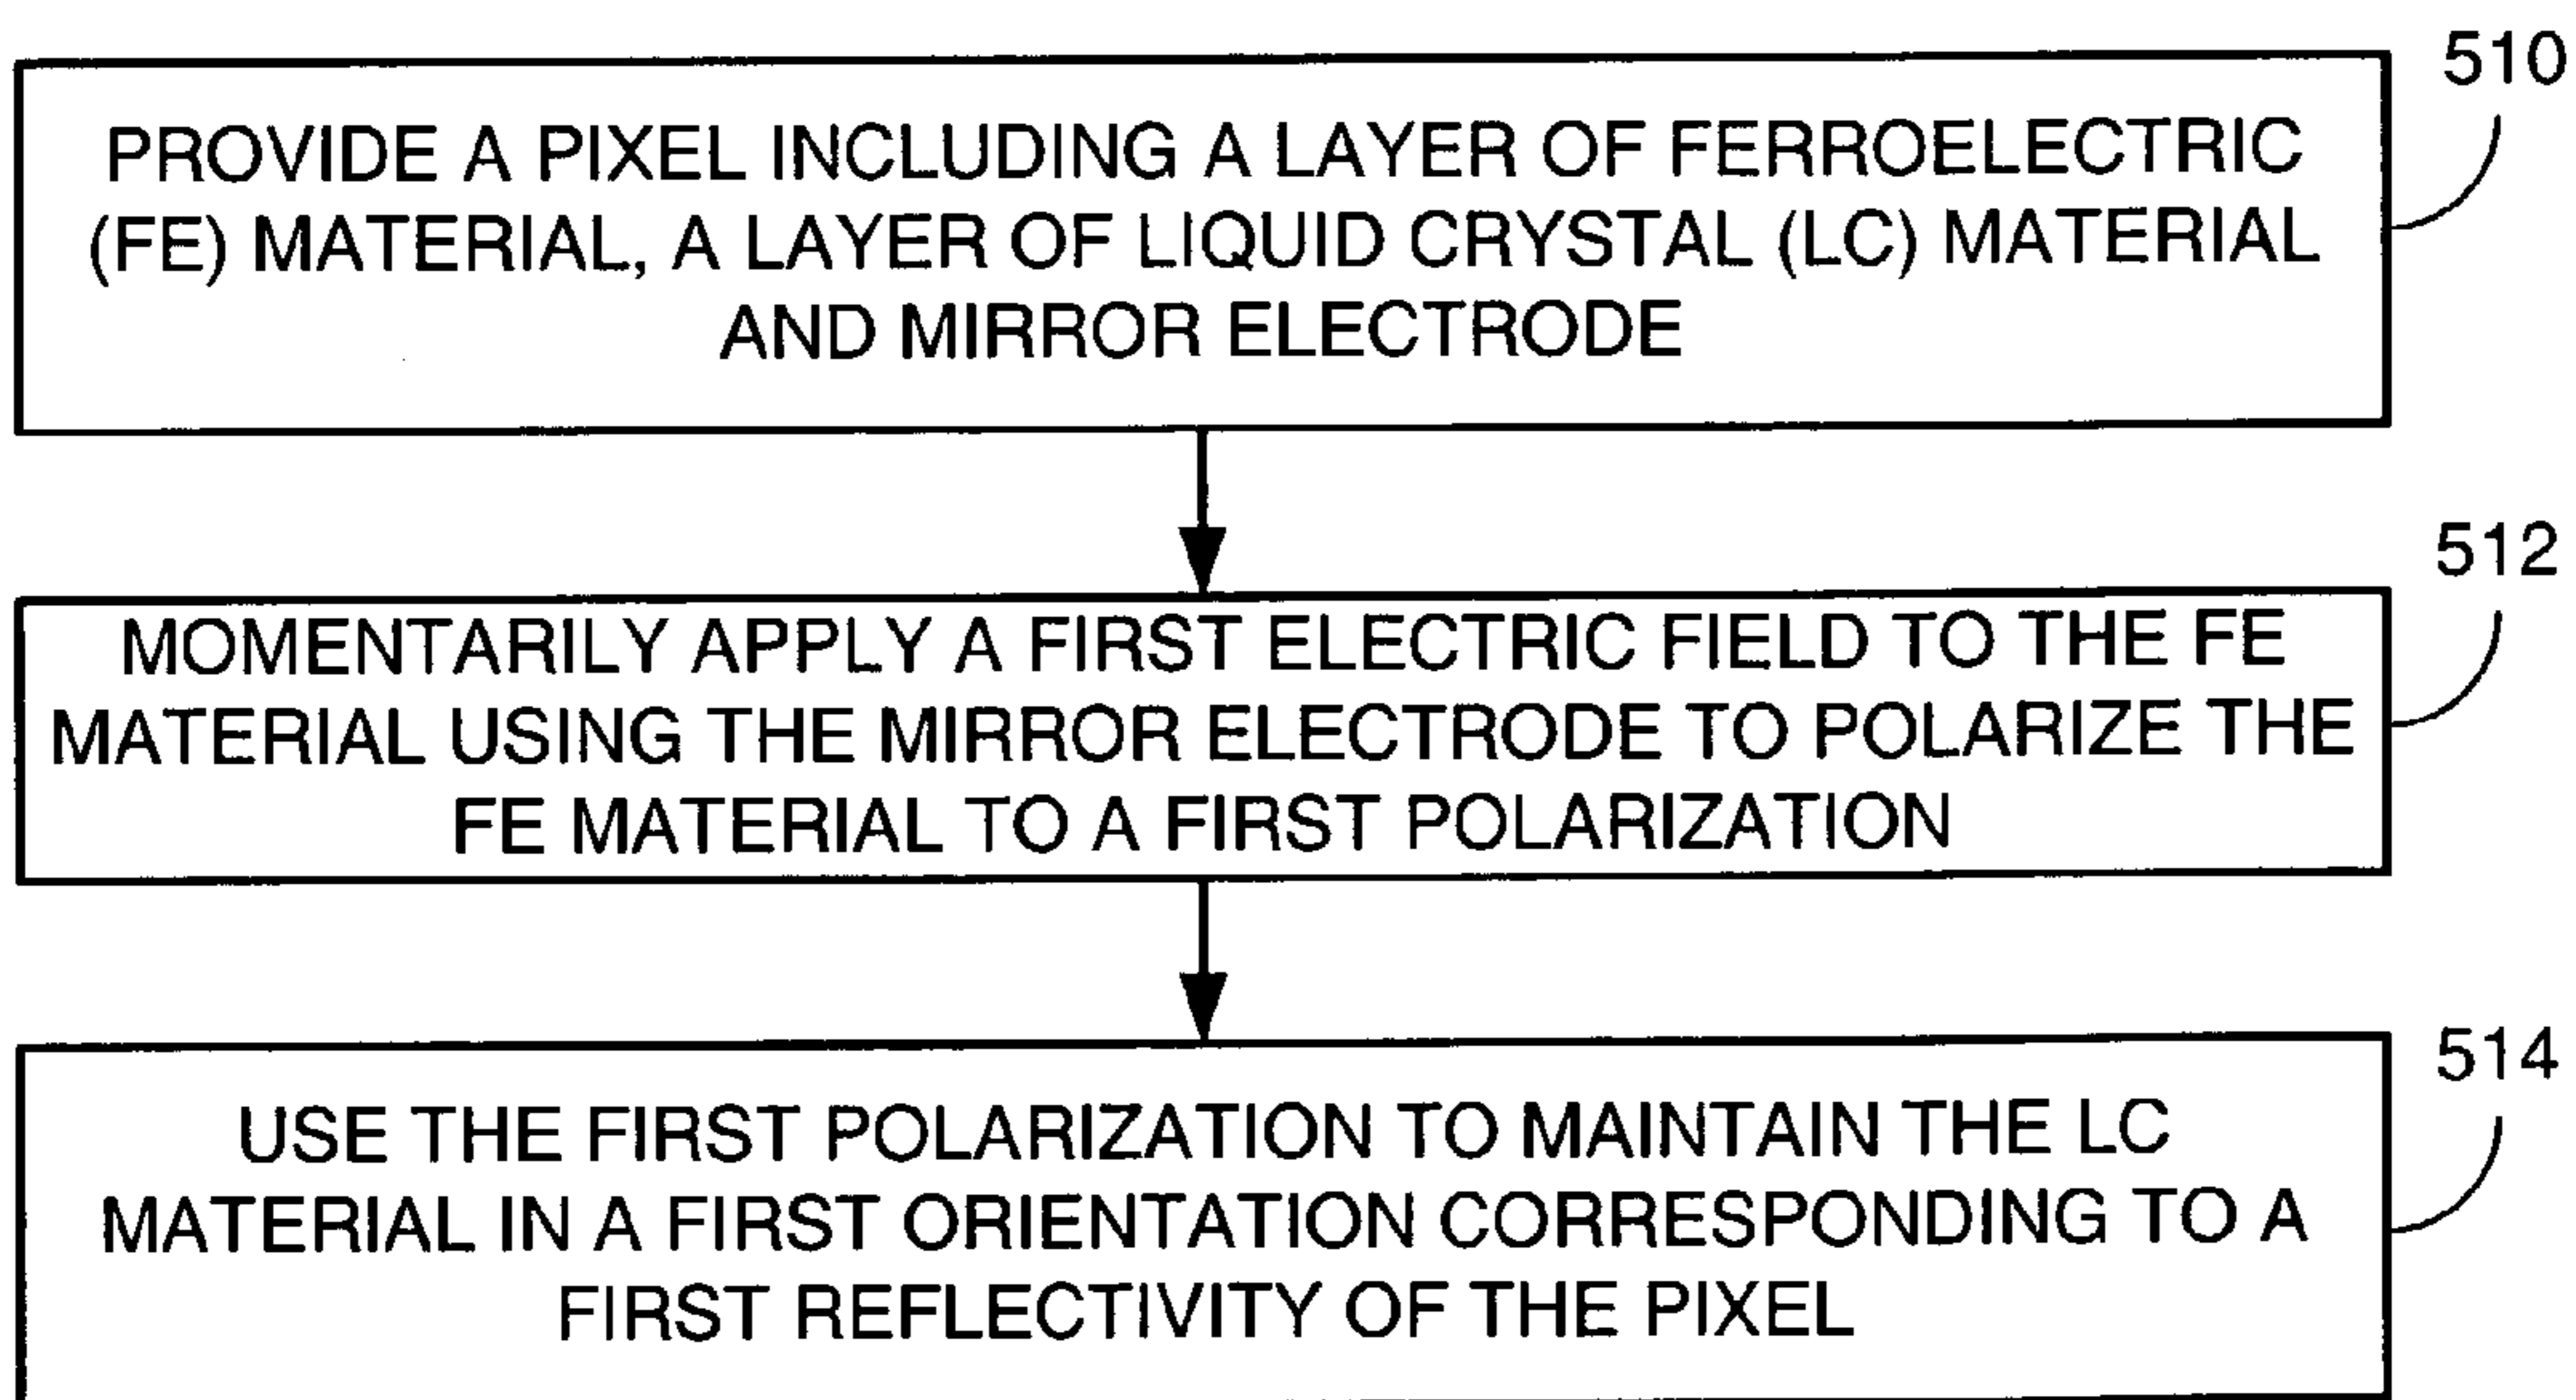 510
PROVIDE A PIXEL INCLUDING A LAYER OF FERROELECTRIC
(FE) MATERIAL, A LAYER OF LIQUID CRYSTAL (LC) MATERIAL
AND MIRROR ELECTRODE
512
MOMENTARILY APPLY A FIRST ELECTRIC FIELD TO THE FE
MATERIAL USING THE MIRROR ELECTRODE TO POLARIZE THE
FE MATERIAL TO A FIRST POLARIZATION
514
USE THE FIRST POLARIZATION TO MAINTAIN THE LC
MATERIAL IN A FIRST ORIENTATION CORRESPONDING TO A
FIRST REFLECTIVITY OF THE PIXEL